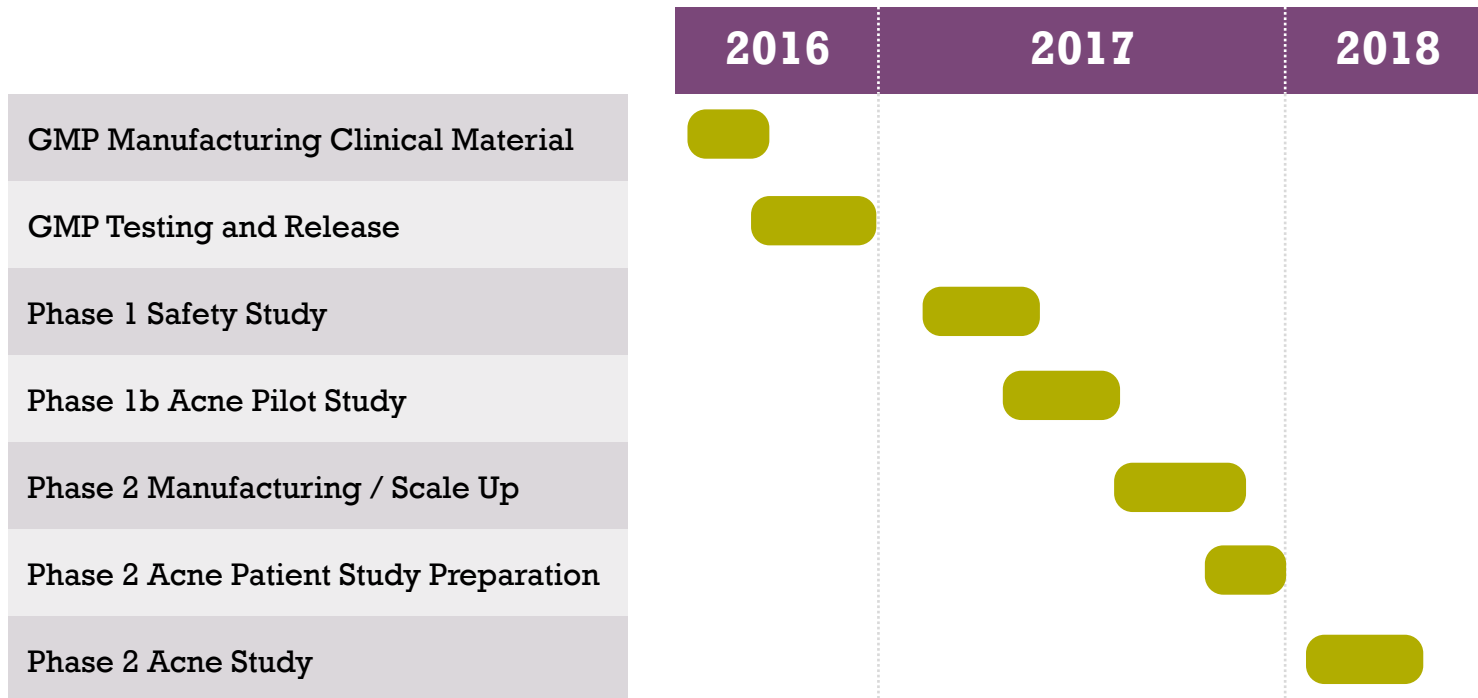 2016 2017 2018
GMP Manufacturing Clinical Material
GMP Testing and Release
Phase 1 Safety Study
Phase 1b Acne Pilot Study
Phase 2 Manufacturing / Scale Up
Phase 2 Acne Patient Study Preparation
Phase 2 Acne Study